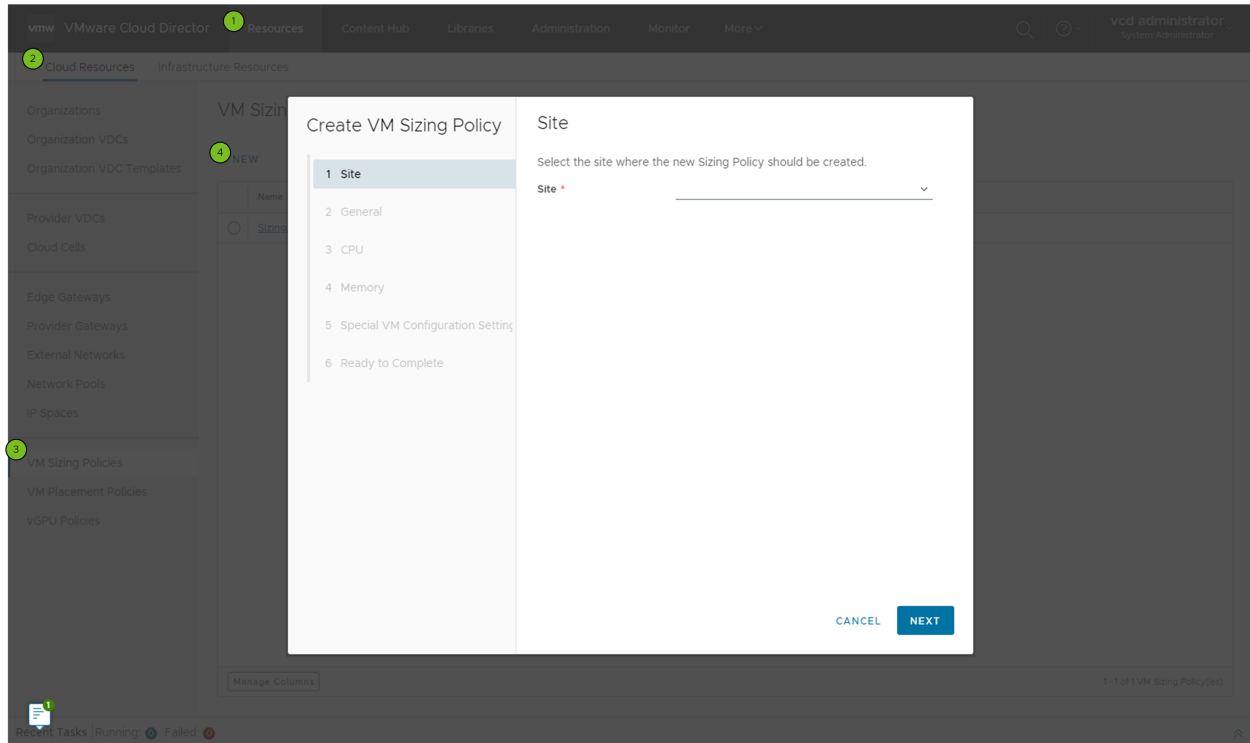 vmw VMware Cloud Director 1 Resources Content Hub Libraries Administration Monitor More vcd administrator
System Administrator
2 Cloud Resources Infrastructure Resources
Organizations
Organization VDCs
Organization VDC Templates
Provider VDCs
Cloud Cells
Edge Gateways
Provider Gateways
External Networks
Network Pools
IP Spaces
3
VM Sizing Policies
VM Placement Policies
vGPU Policies
VM Sizin
4 NEW
Name
Sizing
Create VM Sizing Policy
1 Site
2 General
3 CPU
4 Memory
5 Special VM Configuration Setting
6 Ready to Complete
Site
Select the site where the new Sizing Policy should be created.
Site *
CANCEL NEXT
Manage Columns 1 - 1 of 1 VM Sizing Policy(ies)
1
Recent Tasks Running: 0 Failed: 0